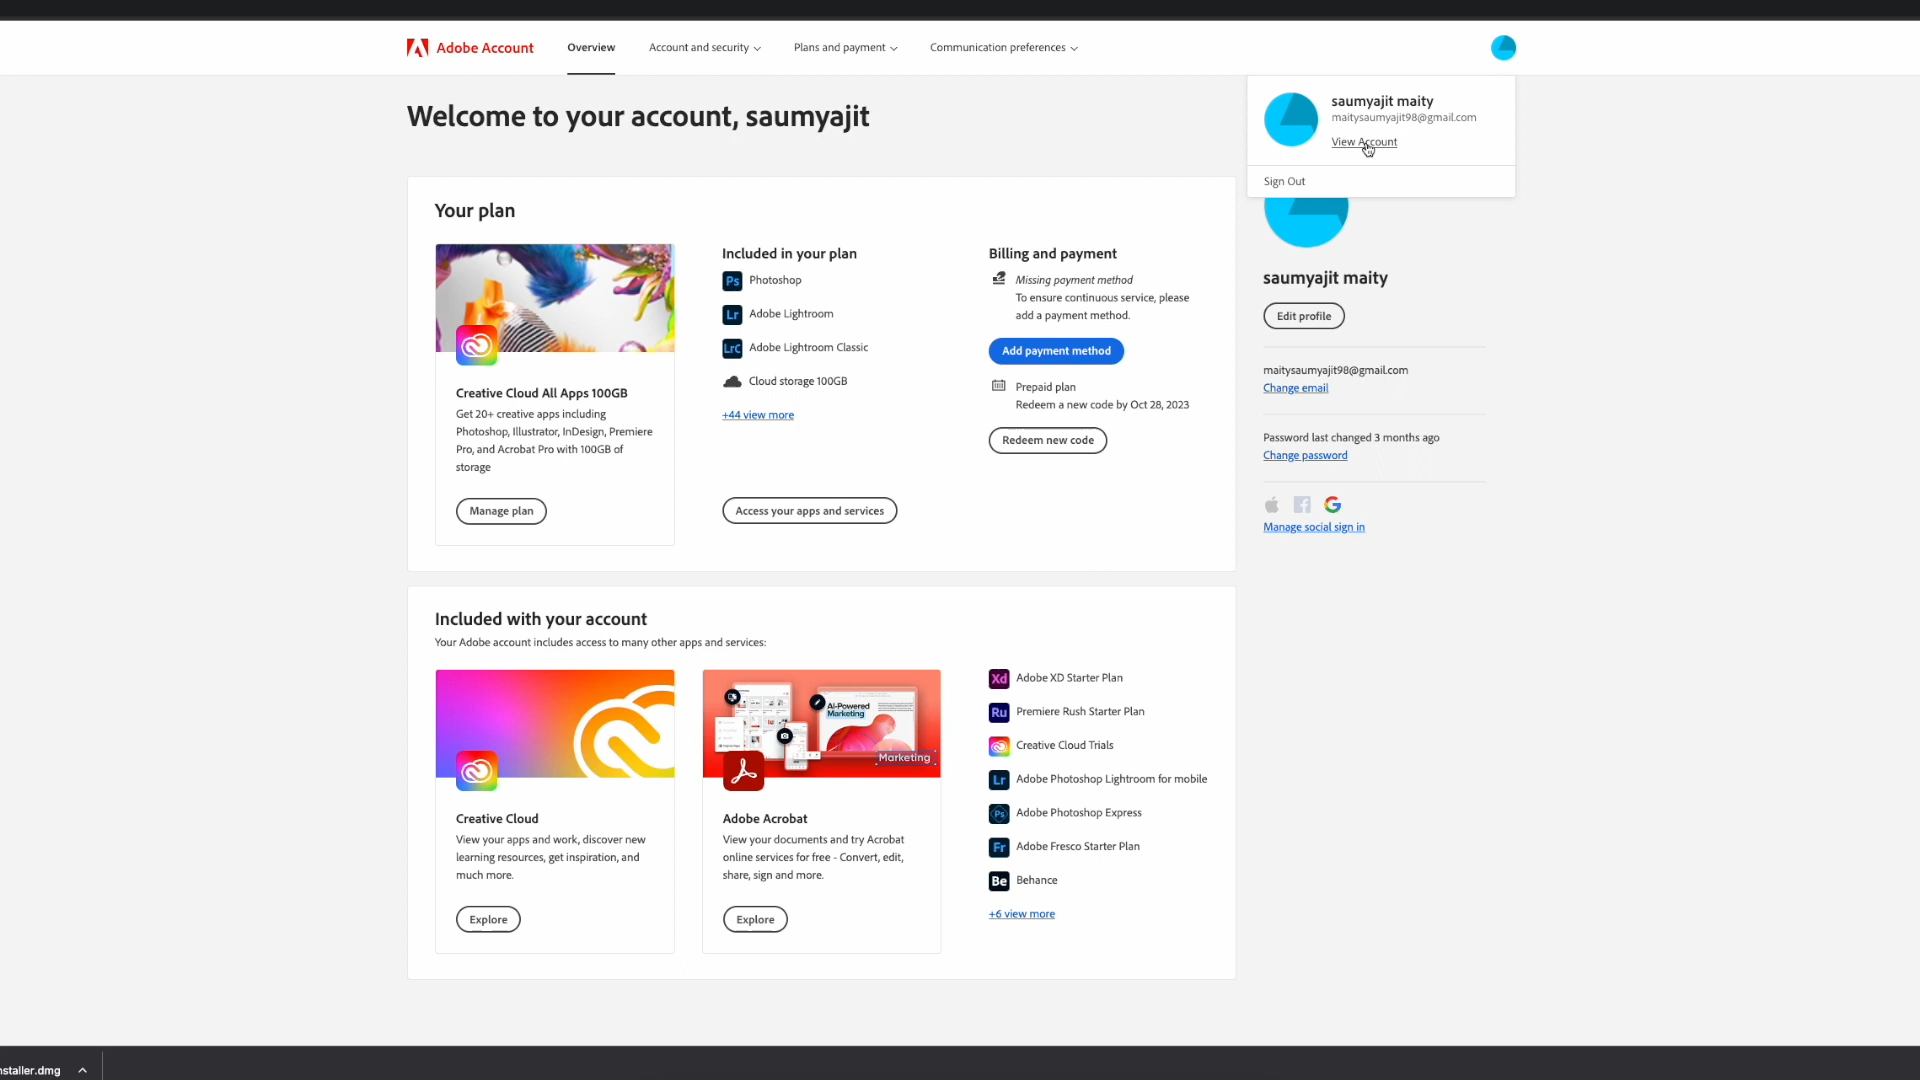 Adobe Account
Overview
Account and security
Plans and payment
Communication preferences
saumyajit maity
maitysaumyajit98@gmail.com
View Account
Sign Out
Welcome to your account, saumyajit
Your plan
Creative Cloud All Apps 100GB
Get 20+ creative apps including
Photoshop, Illustrator, InDesign, Premiere
Pro, and Acrobat Pro with 100GB of
storage
Manage plan
Included in your plan
Ps Photoshop
Lr Adobe Lightroom
LrC Adobe Lightroom Classic
Cloud storage 100GB
+44 view more
Access your apps and services
Billing and payment
Missing payment method
To ensure continuous service, please
add a payment method.
Add payment method
Prepaid plan
Redeem a new code by Oct 28, 2023
Redeem new code
saumyajit maity
Edit profile
maitysaumyajit98@gmail.com
Change email
Password last changed 3 months ago
Change password
Manage social sign in
Included with your account
Your Adobe account includes access to many other apps and services:
Creative Cloud
View your apps and work, discover new
learning resources, get inspiration, and
much more.
Explore
AI-Powered
Marketing
Marketing
Adobe Acrobat
View your documents and try Acrobat
online services for free - Convert, edit,
share, sign and more.
Explore
Xd Adobe XD Starter Plan
Ru Premiere Rush Starter Plan
Creative Cloud Trials
Lr Adobe Photoshop Lightroom for mobile
Ps Adobe Photoshop Express
Fr Adobe Fresco Starter Plan
Be Behance
+6 view more
nstaller.dmg